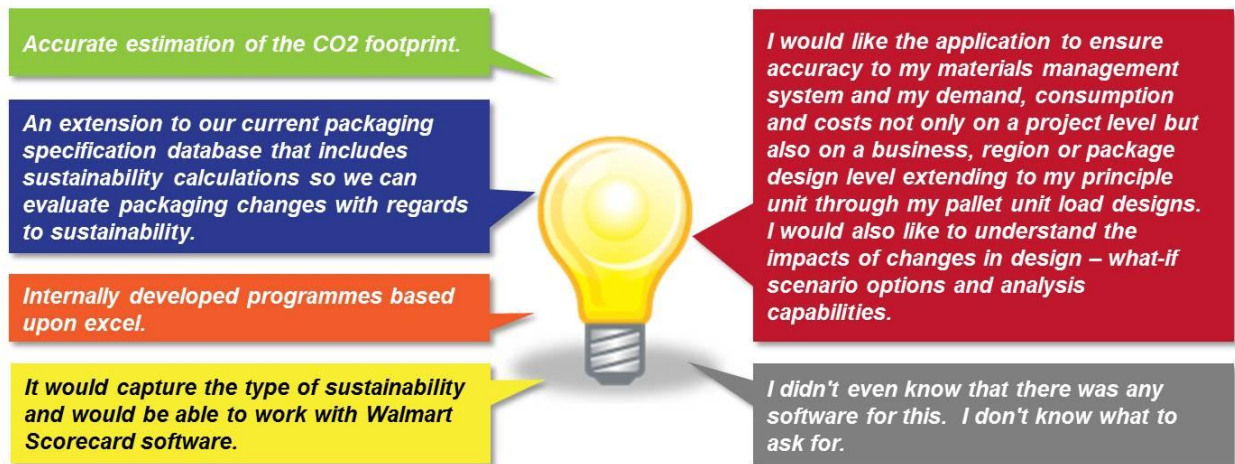 Accurate estimation of the CO2 footprint.
An extension to our current packaging
specification database that includes
sustainability calculations so we can
evaluate packaging changes with regards
to sustainability.
Internally developed programmes based
upon excel.
It would capture the type of sustainability
and would be able to work with Walmart
Scorecard software.
I would like the application to ensure
accuracy to my materials management
system and my demand, consumption
and costs not only on a project level but
also on a business, region or package
design level extending to my principle
unit through my pallet unit load designs.
I would also like to understand the
impacts of changes in design – what-if
scenario options and analysis
capabilities.
I didn't even know that there was any
software for this.  I don't know what to
ask for.